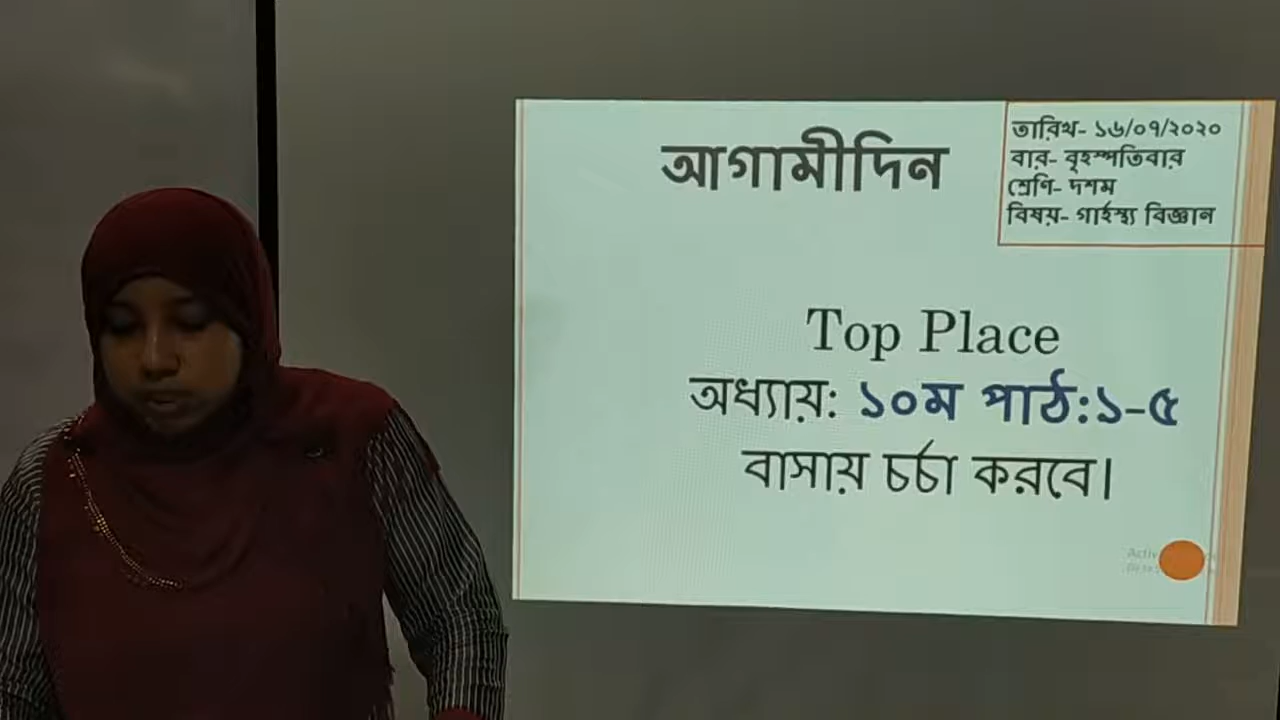 আগামীদিন
তারিখ- ১৬/০৭/২০২০
বার- বৃহস্পতিবার
শ্রেণি- দশম
বিষয়- গার্হস্থ্য বিজ্ঞান
Top Place
অধ্যায়: ১০ম পাঠ:১-৫
বাসায় চর্চা করবে।